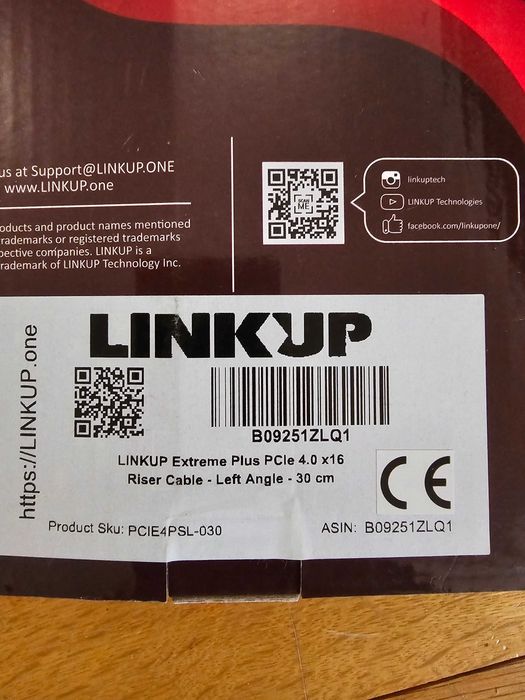 us at Support@LINKUP.ONE
www.LINKUP.one
oducts and product names mentioned
rademarks or registered trademarks
pective companies. LINKUP is a
rademark of LINKUP Technology Inc.
SCAN
ME
linkuptech
LINKUP Technologies
facebook.com/linkupone/
https://LINKUP.one
LINKUP
B09251ZLQ1
LINKUP Extreme Plus PCIe 4.0 x16
Riser Cable - Left Angle - 30 cm
CE
Product Sku: PCIE4PSL-030
ASIN: B09251ZLQ1